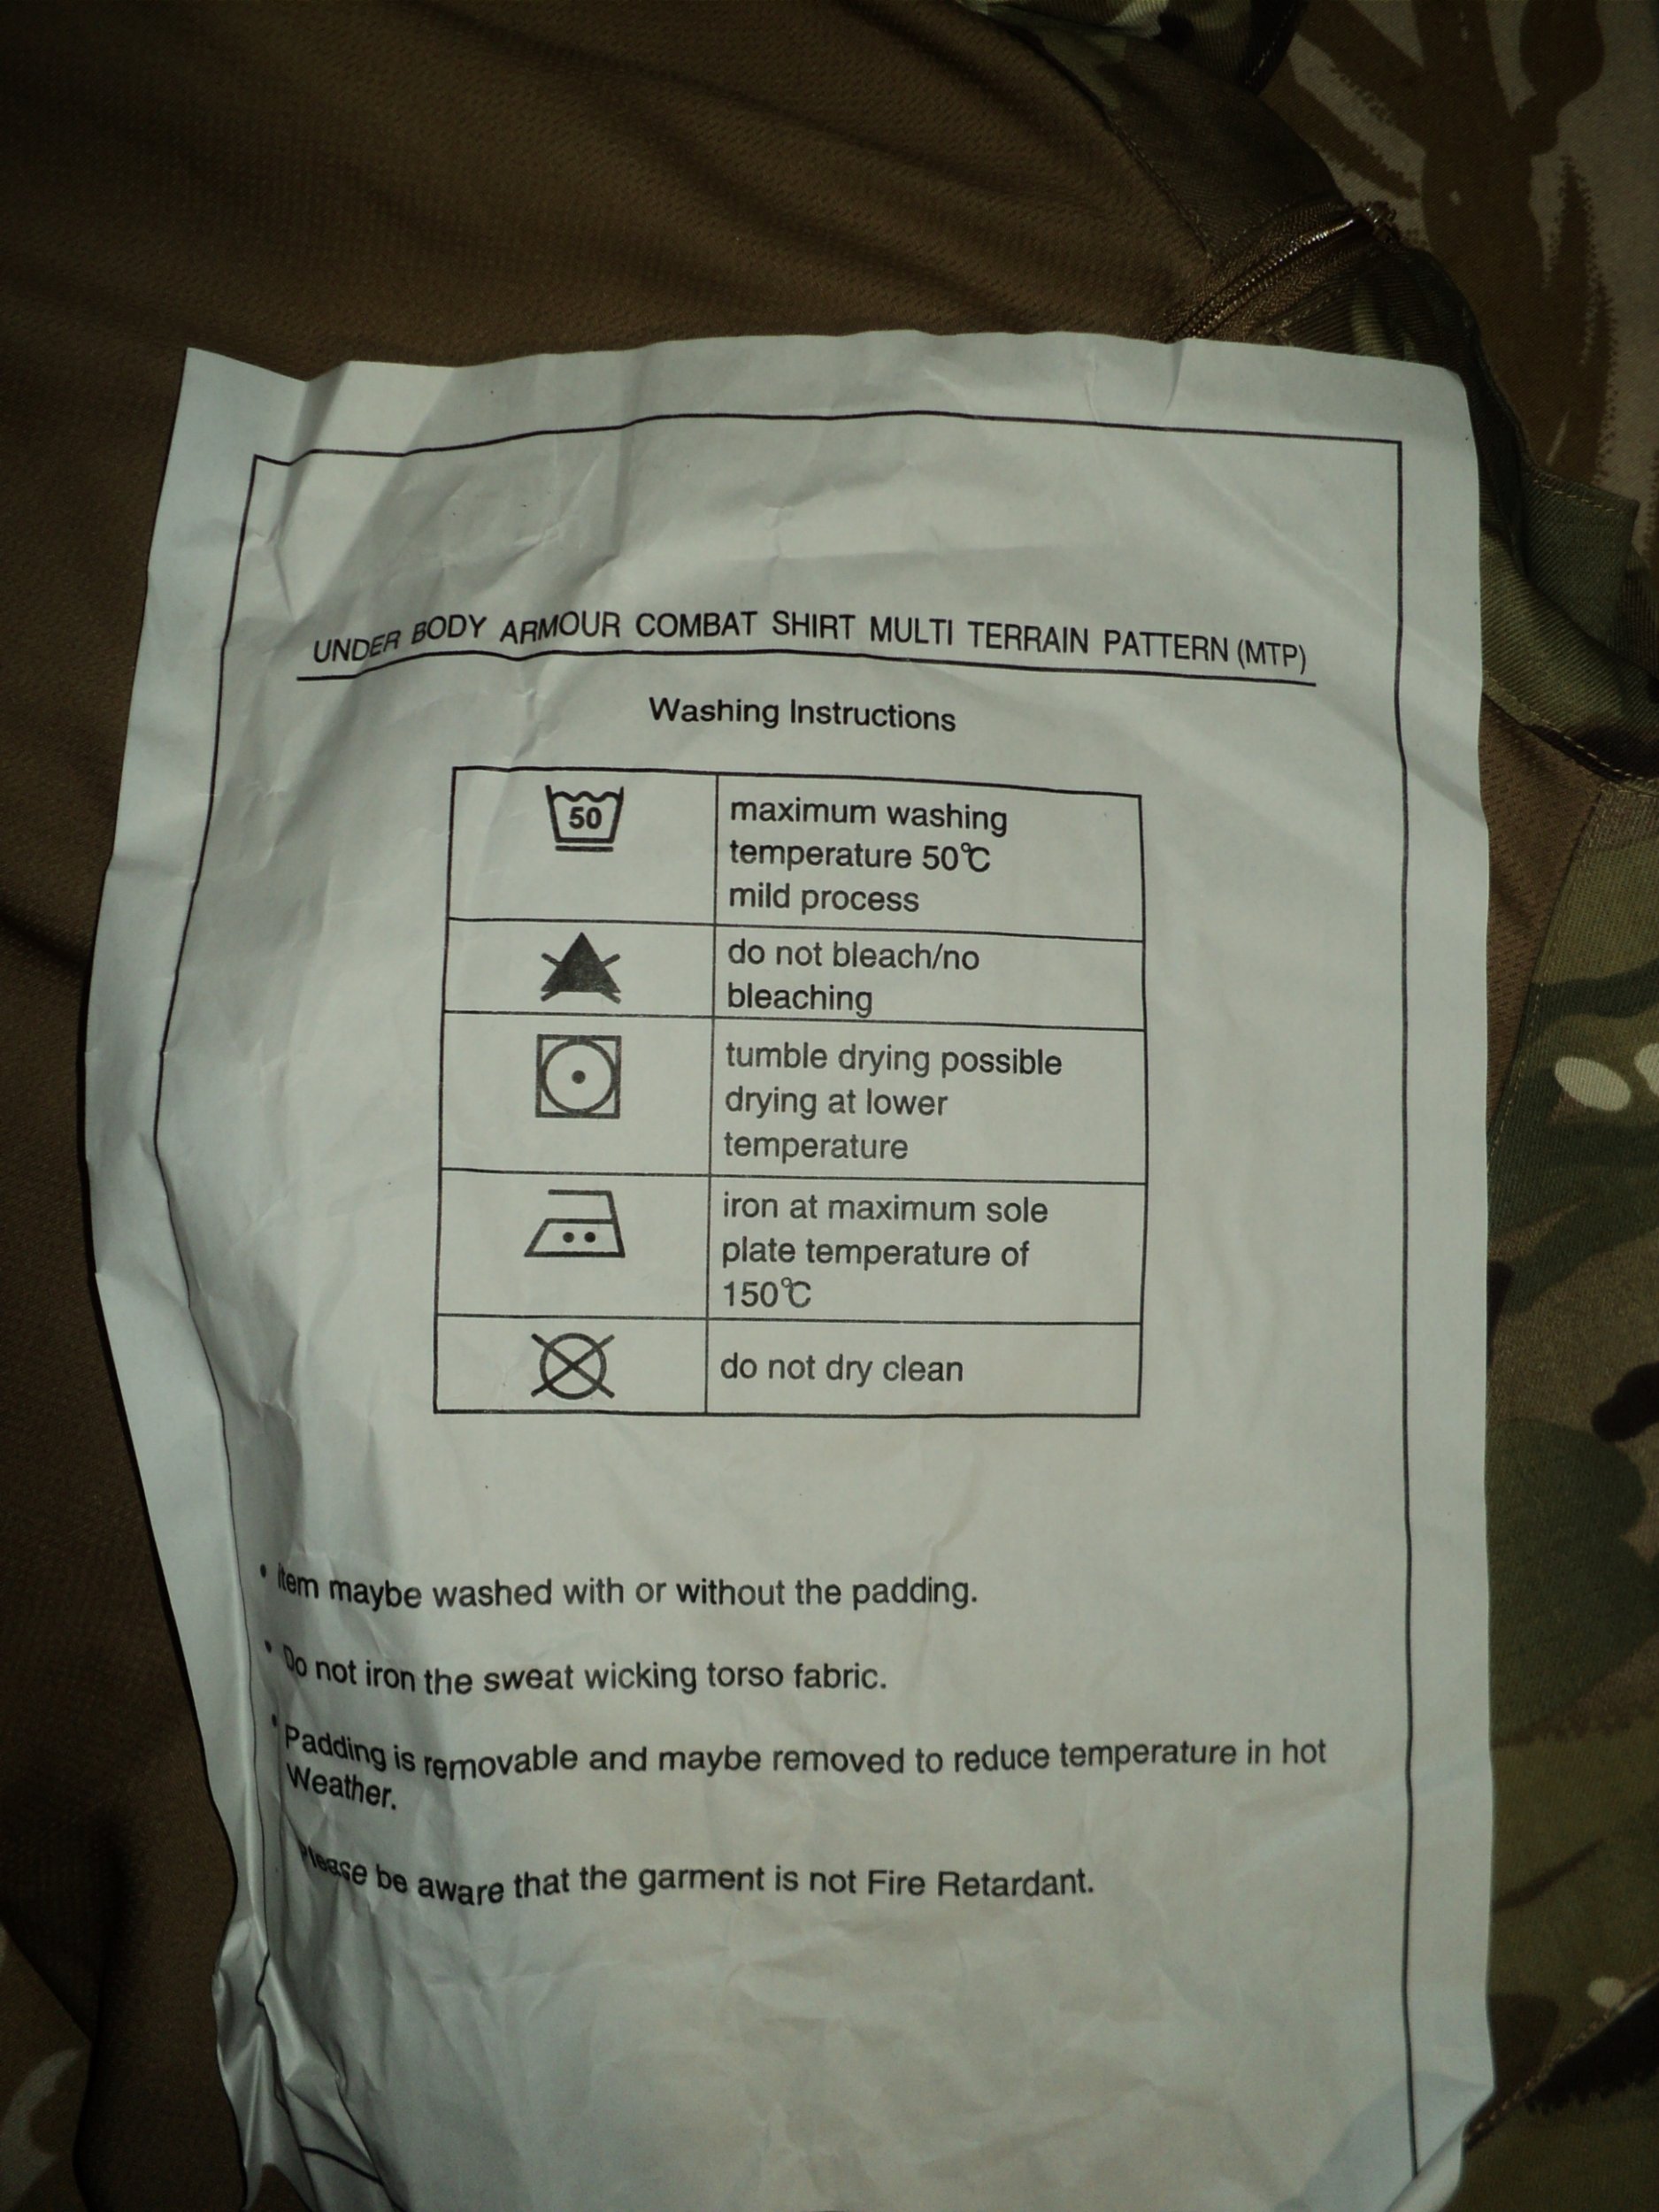 UNDER BODY ARMOUR COMBAT SHIRT MULTI TERRAIN PATTERN (MTP)
Washing Instructions
50
maximum washing
temperature 50℃
mild process
do not bleach/no
bleaching
tumble drying possible
drying at lower
temperature
iron at maximum sole
plate temperature of
150℃
do not dry clean
• Item maybe washed with or without the padding.
• Do not iron the sweat wicking torso fabric.
• Padding is removable and maybe removed to reduce temperature in hot
Weather.
Please be aware that the garment is not Fire Retardant.